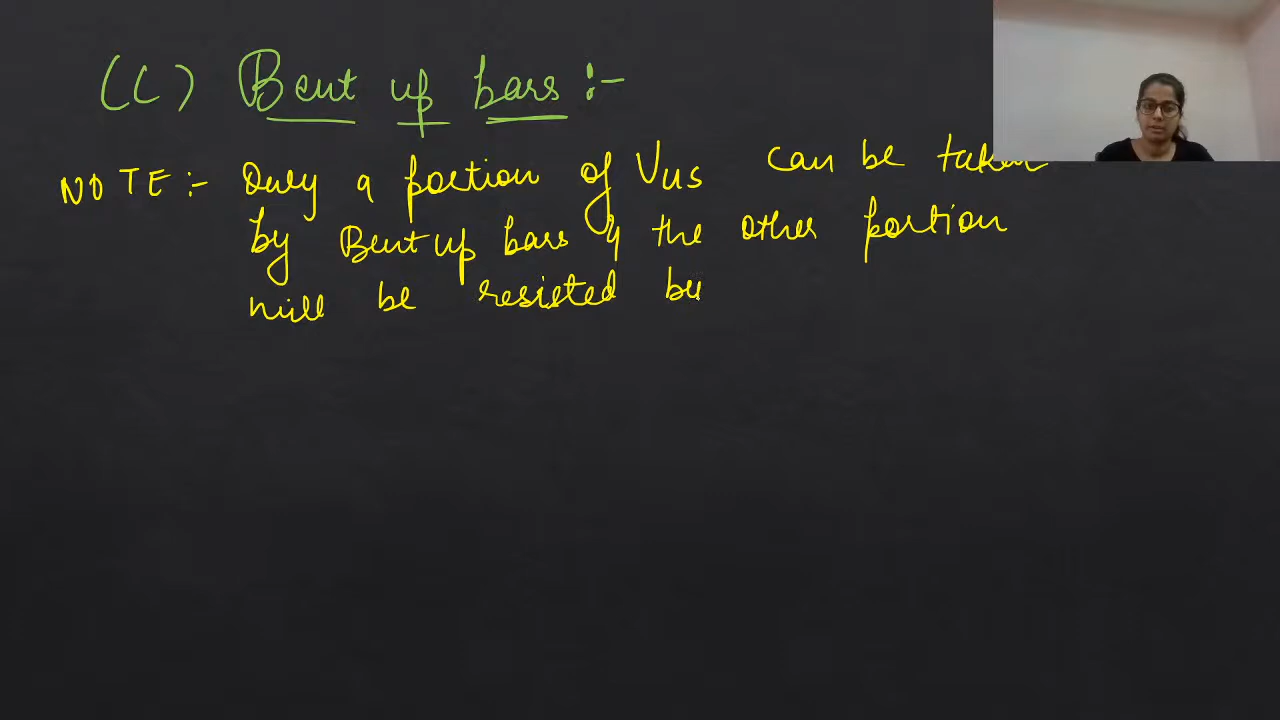 (C) Bent up bars :-
NOTE :- Only a portion of Vus can be taken
by Bent up bars & the other portion
will be resisted by